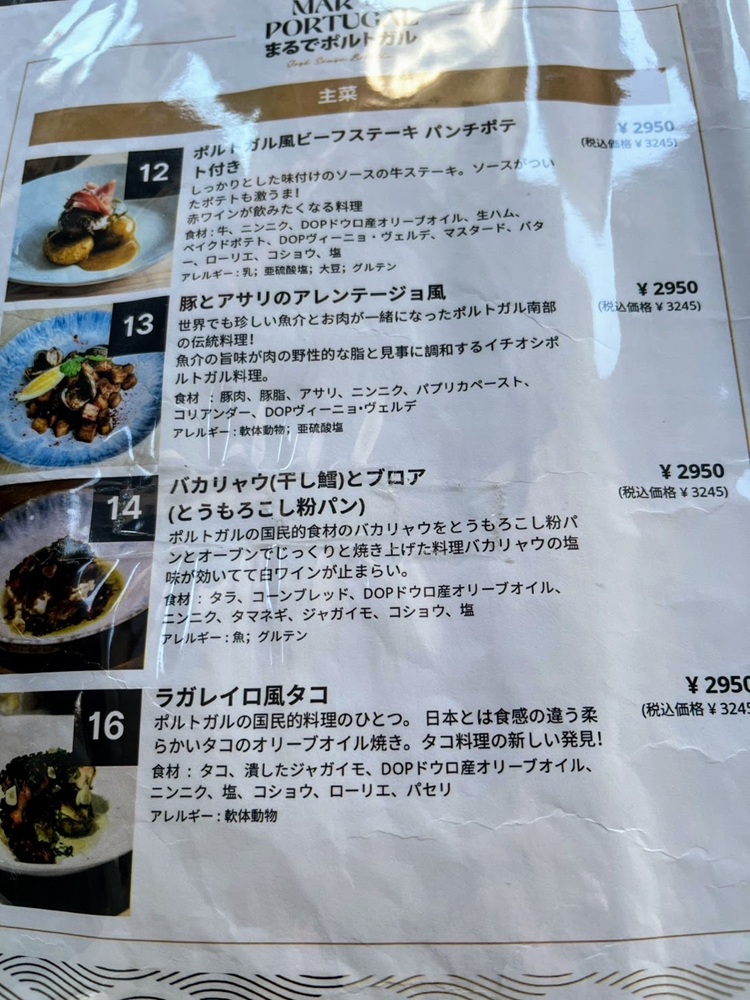 MAR
PORTUGAL
まるでポルトガル
主菜
12
ポルトガル風ビーフステーキ パンチポテ
ト付き
¥ 2950
(税込価格 ¥ 3245)
しっかりとした味付けのソースの牛ステーキ。ソースがつい
たポテトも激うま!
赤ワインが飲みたくなる料理
食材 : 牛、ニンニク、DOPドウロ産オリーブオイル、生ハム、
ベイクドポテト、DOPヴィーニョ・ヴェルデ、マスタード、バタ
ー、ローリエ、コショウ、塩
アレルギー : 乳; 亜硫酸塩; 大豆; グルテン
13
豚とアサリのアレンテージョ風
¥ 2950
(税込価格 ¥ 3245)
世界でも珍しい魚介とお肉が一緒になったポルトガル南部
の伝統料理!
魚介の旨味が肉の野性的な脂と見事に調和するイチオシポ
ルトガル料理。
食材 : 豚肉、豚脂、アサリ、ニンニク、パプリカペースト、
コリアンダー、DOPヴィーニョ・ヴェルデ
アレルギー : 軟体動物; 亜硫酸塩
14
バカリャウ(干し鱈)とブロア
(とうもろこし粉パン)
¥ 2950
(税込価格 ¥ 3245)
ポルトガルの国民的食材のバカリャウをとうもろこし粉パ
ンとオーブンでじっくりと焼き上げた料理バカリャウの塩
味が効いてて白ワインが止まらい。
食材 : タラ、コーンブレッド、DOPドウロ産オリーブオイル、
ニンニク、タマネギ、ジャガイモ、コショウ、塩
アレルギー : 魚; グルテン
16
ラガレイロ風タコ
¥ 2950
(税込価格 ¥ 3245
ポルトガルの国民的料理のひとつ。 日本とは食感の違う柔
らかいタコのオリーブオイル焼き。タコ料理の新しい発見!
食材 : タコ、潰したジャガイモ、DOPドウロ産オリーブオイル、
ニンニク、塩、コショウ、ローリエ、パセリ
アレルギー : 軟体動物